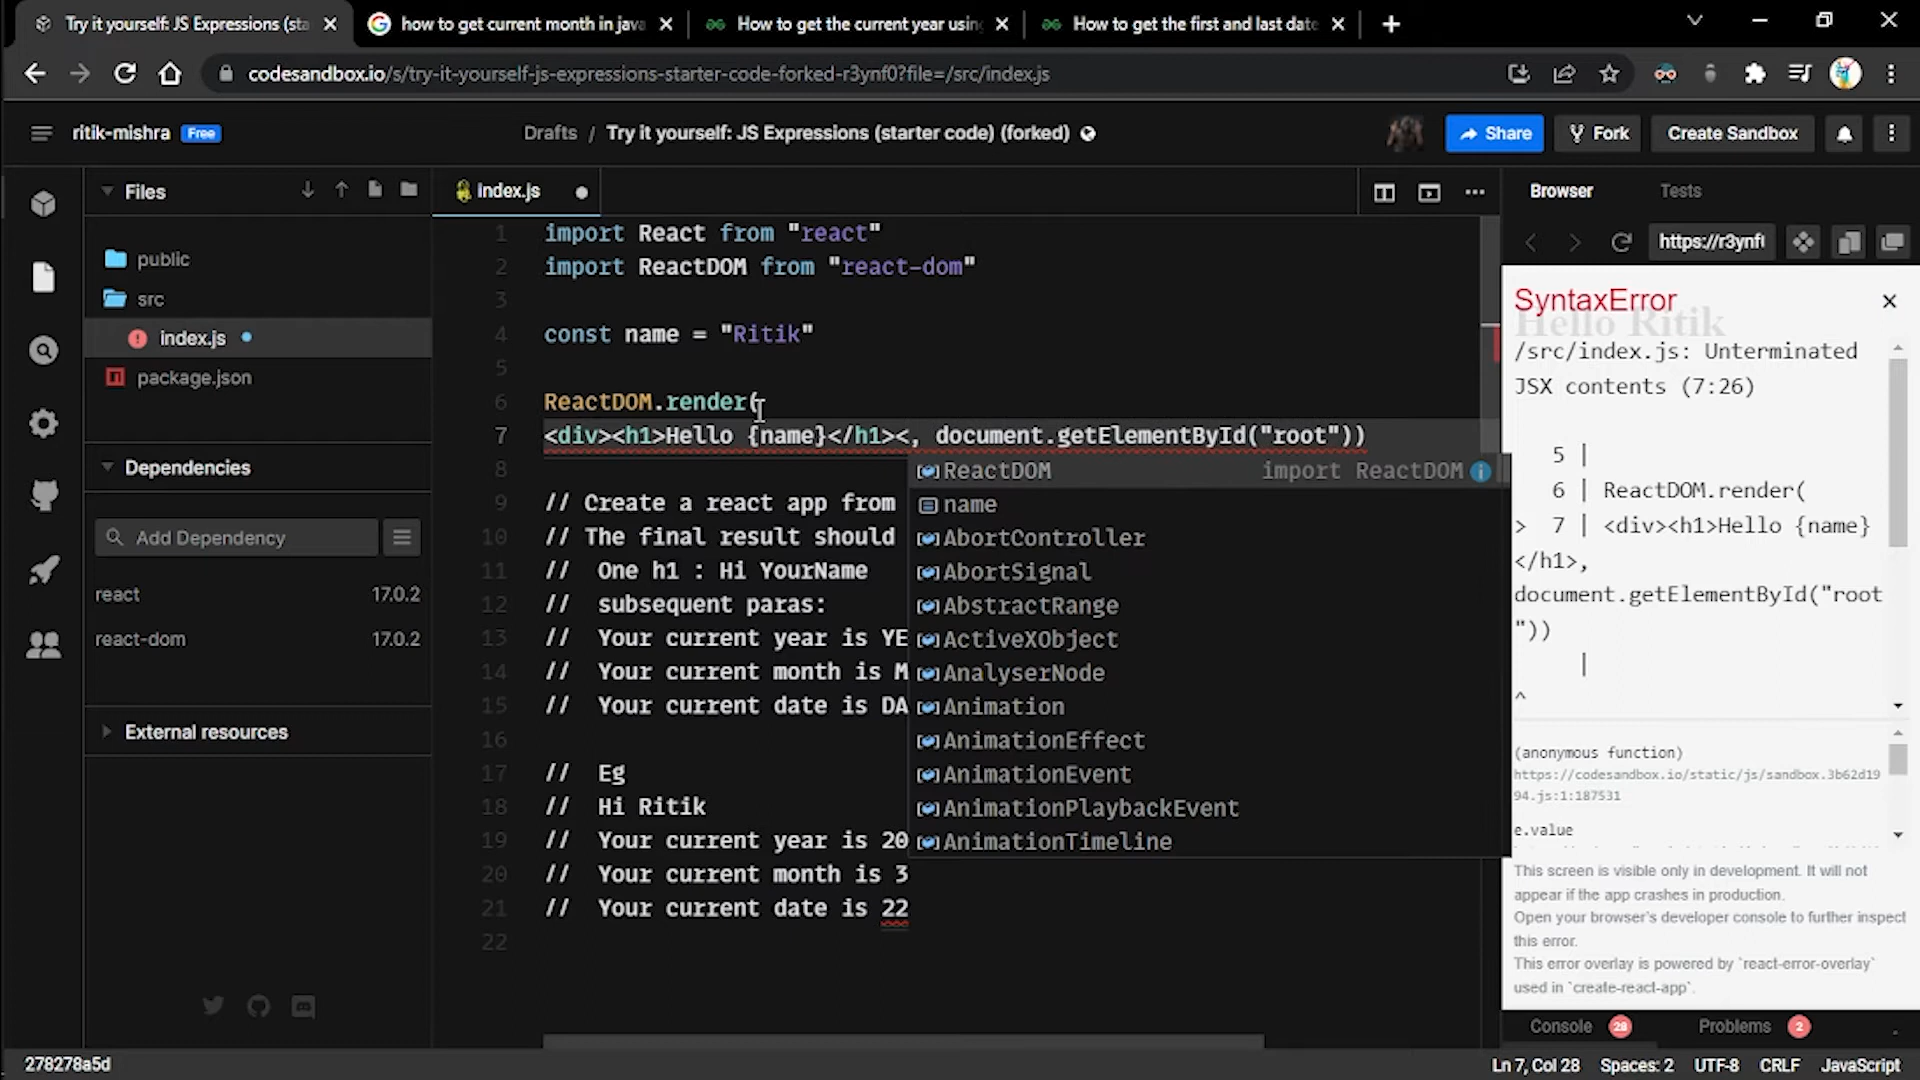 Try it yourself: JS Expressions (sta
how to get current month in java
How to get the current year usin
How to get the first and last date
codesandbox.io/s/try-it-yourself-js-expressions-starter-code-forked-r3ynf0?file=/src/index.js
ritik-mishra Free
Drafts / Try it yourself: JS Expressions (starter code) (forked)
Share
Fork
Create Sandbox
Files
public
src
index.js
package.json
Dependencies
Add Dependency
react 17.0.2
react-dom 17.0.2
External resources
index.js
1 import React from "react"
2 import ReactDOM from "react-dom"
3
4 const name = "Ritik"
5
6 ReactDOM.render(
7 <div><h1>Hello {name}</h1><, document.getElementById("root"))
8
9 // Create a react app from
10 // The final result should
11 // One h1 : Hi YourName
12 // subsequent paras:
13 // Your current year is YE
14 // Your current month is M
15 // Your current date is DA
16
17 // Eg
18 // Hi Ritik
19 // Your current year is 20
20 // Your current month is 3
21 // Your current date is 22
22
ReactDOM import ReactDOM
name
AbortController
AbortSignal
AbstractRange
ActiveXObject
AnalyserNode
Animation
AnimationEffect
AnimationEvent
AnimationPlaybackEvent
AnimationTimeline
Browser Tests
https://r3ynf
SyntaxError
Hello Ritik
/src/index.js: Unterminated
JSX contents (7:26)
5 |
6 | ReactDOM.render(
> 7 | <div><h1>Hello {name}
</h1>,
document.getElementById("root
"))
|
^
(anonymous function)
https://codesandbox.io/static/js/sandbox.3b62d19
94.js:1:187531
e.value
This screen is visible only in development. It will not
appear if the app crashes in production.
Open your browser's developer console to further inspect
this error.
This error overlay is powered by `react-error-overlay`
used in `create-react-app`.
Console 28 Problems 2
278278a5d
Ln 7, Col 28 Spaces: 2 UTF-8 CRLF JavaScript